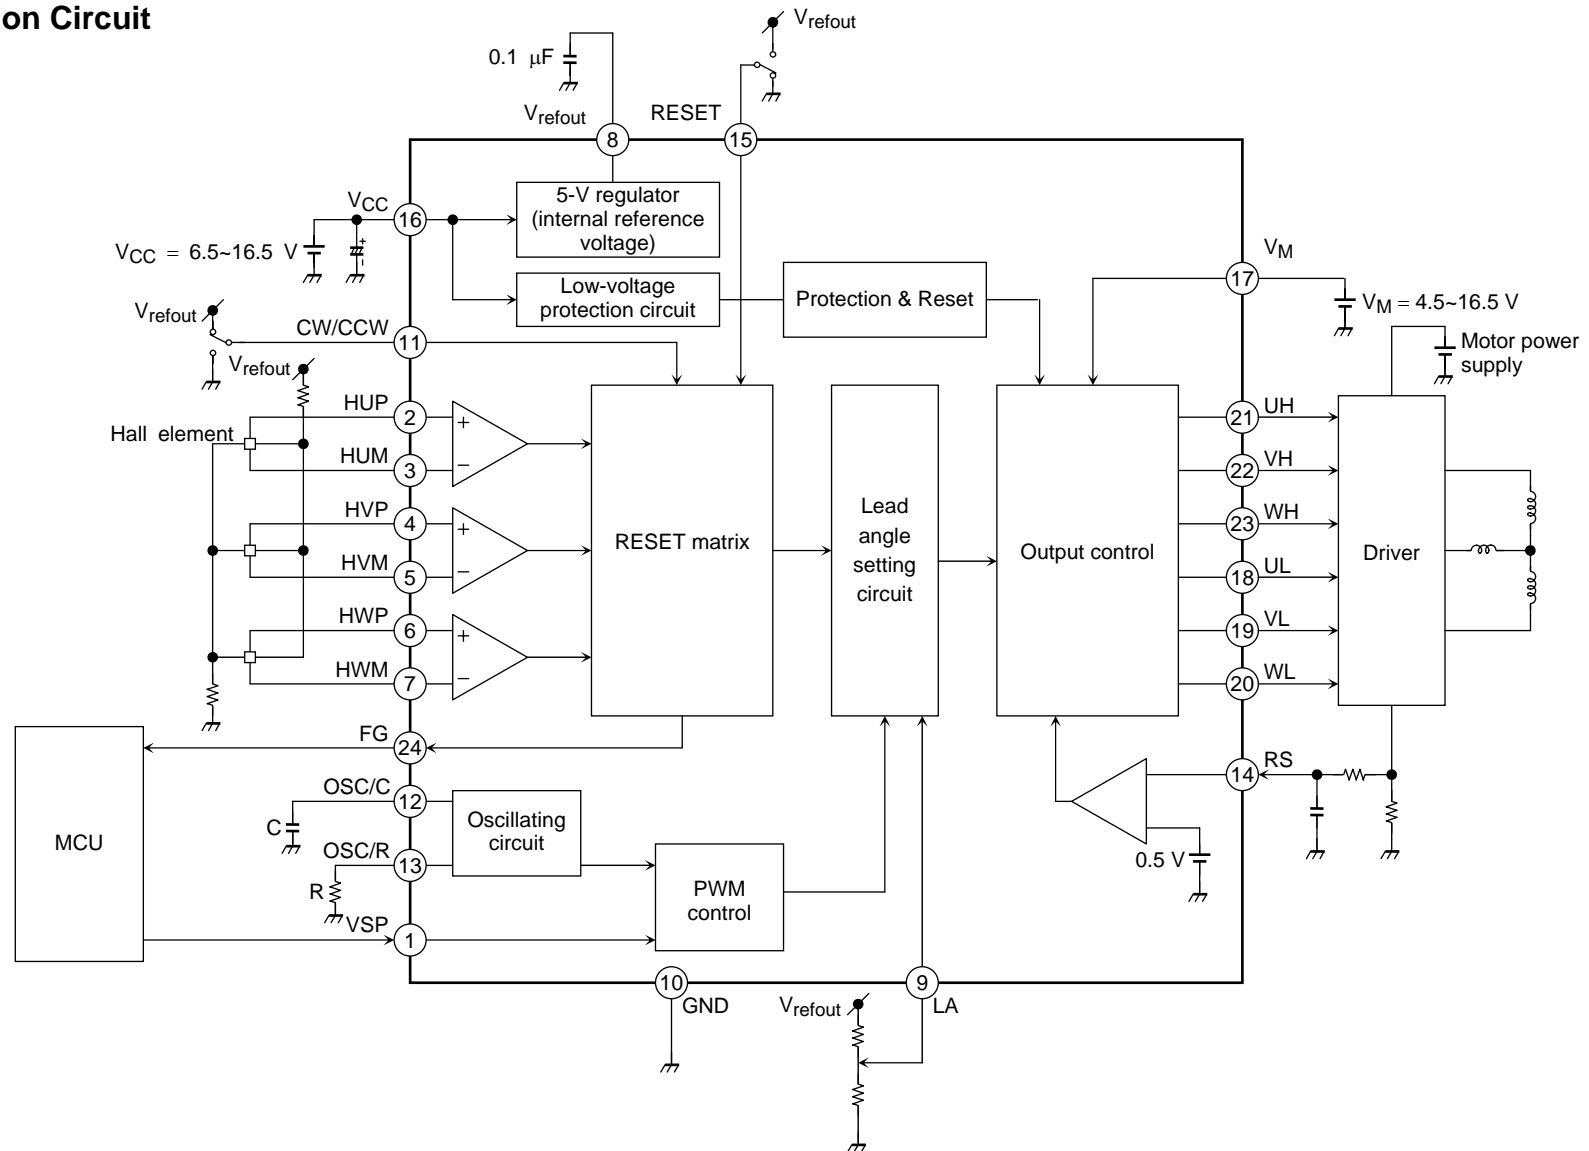 on Circuit
Vrefout
0.1 μF
Vrefout
RESET
8
15
VCC
16
5-V regulator
(internal reference
voltage)
VCC = 6.5~16.5 V
VM
17
Low-voltage
protection circuit
Protection & Reset
VM = 4.5~16.5 V
Vrefout
CW/CCW
11
Motor power
supply
Vrefout
HUP
2
+
21
UH
Hall element
HUM
3
−
22
VH
HVP
4
+
23
WH
RESET matrix
Lead
angle
setting
circuit
Output control
Driver
HVM
5
−
18
UL
HWP
6
+
19
VL
HWM
7
−
20
WL
FG
24
14
RS
OSC/C
12
C
Oscillating
circuit
MCU
OSC/R
13
0.5 V
R
PWM
control
VSP
1
10
GND
9
LA
Vrefout